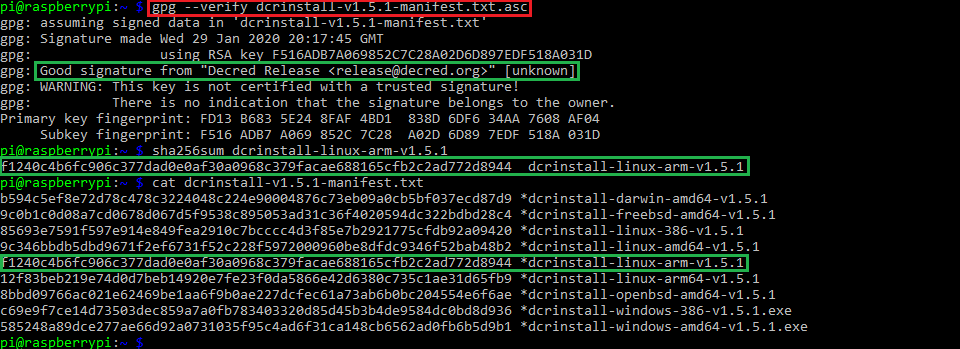 pi@raspberrypi:~ $ gpg --verify dcrinstall-v1.5.1-manifest.txt.asc
gpg: assuming signed data in 'dcrinstall-v1.5.1-manifest.txt'
gpg: Signature made Wed 29 Jan 2020 20:17:45 GMT
gpg:                using RSA key F516ADB7A069852C7C28A02D6D897EDF518A031D
gpg: Good signature from "Decred Release <release@decred.org>" [unknown]
gpg: WARNING: This key is not certified with a trusted signature!
gpg:          There is no indication that the signature belongs to the owner.
Primary key fingerprint: FD13 B683 5E24 8FAF 4BD1  838D 6DF6 34AA 7608 AF04
     Subkey fingerprint: F516 ADB7 A069 852C 7C28  A02D 6D89 7EDF 518A 031D
pi@raspberrypi:~ $ sha256sum dcrinstall-linux-arm-v1.5.1
f1240c4b6fc906c377dad0e0af30a0968c379facae688165cfb2c2ad772d8944  dcrinstall-linux-arm-v1.5.1
pi@raspberrypi:~ $ cat dcrinstall-v1.5.1-manifest.txt
b594c5ef8e72d78c478c3224048c224e90004876c73eb09a0cb5bf037ecd87d9 *dcrinstall-darwin-amd64-v1.5.1
9c0b1c0d08a7cd0678d067d5f9538c895053ad31c36f4020594dc322bdbd28c4 *dcrinstall-freebsd-amd64-v1.5.1
85693e7591f597e914e849fea2910c7bcccc4d3f85e7b2921775cfdb92a09420 *dcrinstall-linux-386-v1.5.1
9c346bbdb5dbd9671f2ef6731f52c228f5972000960be8dfdc9346f52bab48b2 *dcrinstall-linux-amd64-v1.5.1
f1240c4b6fc906c377dad0e0af30a0968c379facae688165cfb2c2ad772d8944 *dcrinstall-linux-arm-v1.5.1
12f83beb219e74d0d7beb14920e7fe23f0da5866e42d6380c735c1ae31d65fb9 *dcrinstall-linux-arm64-v1.5.1
8bbd09766ac021e62469be1aa6f9b0ae227dcfec61a73ab6b0bc204554e6f6ae *dcrinstall-openbsd-amd64-v1.5.1
c69e9f7ce14d73503dec859a7a0fb783403320d85d45b3b4de9584dc0bd8d936 *dcrinstall-windows-386-v1.5.1.exe
585248a89dce277ae66d92a0731035f95c4ad6f31ca148cb6562ad0fb6b5d9b1 *dcrinstall-windows-amd64-v1.5.1.exe
pi@raspberrypi:~ $